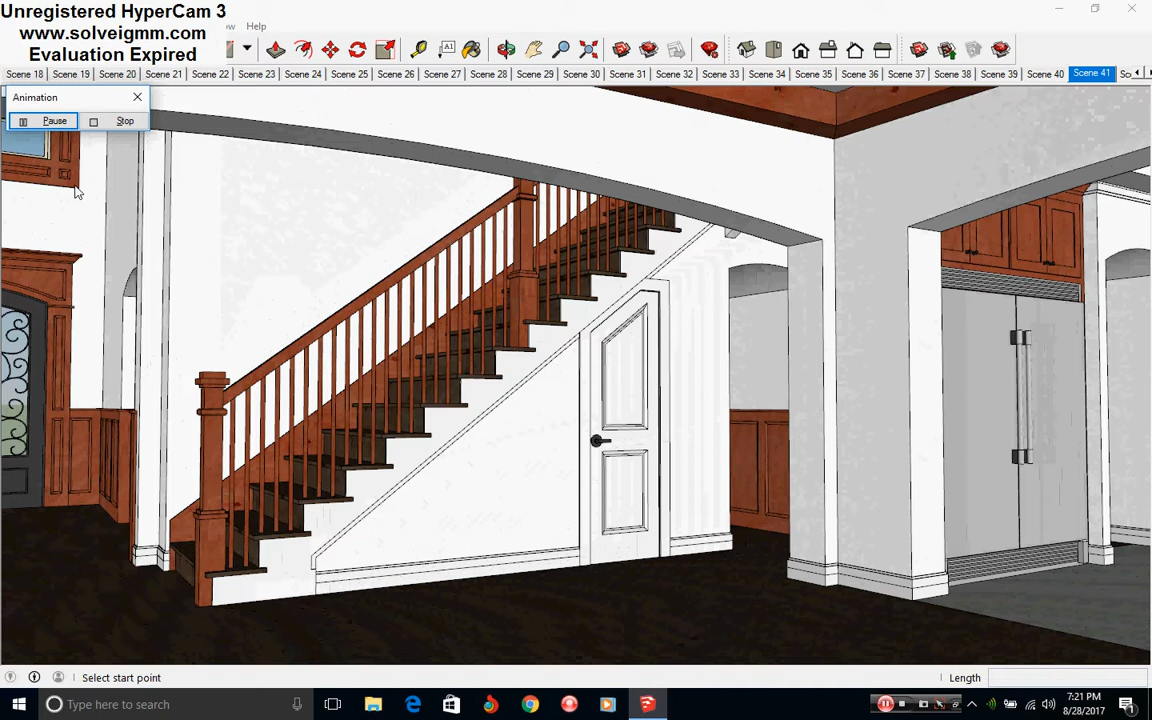 Unregistered HyperCam 3
www.solveigmm.com
Evaluation Expired
Help
Scene 18 Scene 19 Scene 20 Scene 21 Scene 22 Scene 23 Scene 24 Scene 25 Scene 26 Scene 27 Scene 28 Scene 29 Scene 30 Scene 31 Scene 32 Scene 33 Scene 34 Scene 35 Scene 36 Scene 37 Scene 38 Scene 39 Scene 40 Scene 41
Animation
Pause Stop
Select start point Length
Type here to search
7:21 PM
8/28/2017